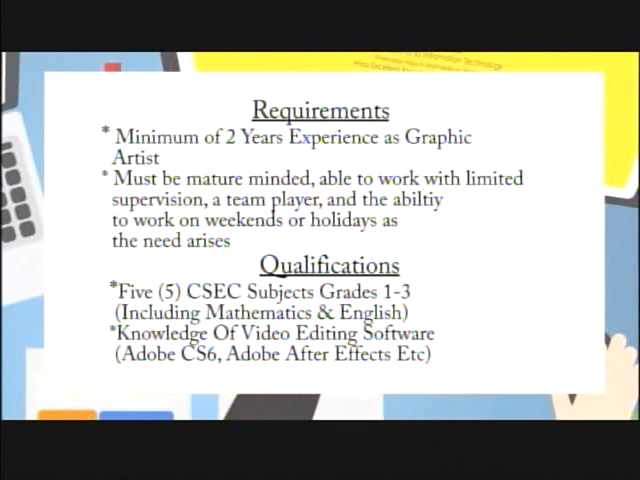 Information Technology
Requirements
* Minimum of 2 Years Experience as Graphic
Artist
* Must be mature minded, able to work with limited
supervision, a team player, and the abiltiy
to work on weekends or holidays as
the need arises
Qualifications
*Five (5) CSEC Subjects Grades 1-3
(Including Mathematics & English)
*Knowledge Of Video Editing Software
(Adobe CS6, Adobe After Effects Etc)